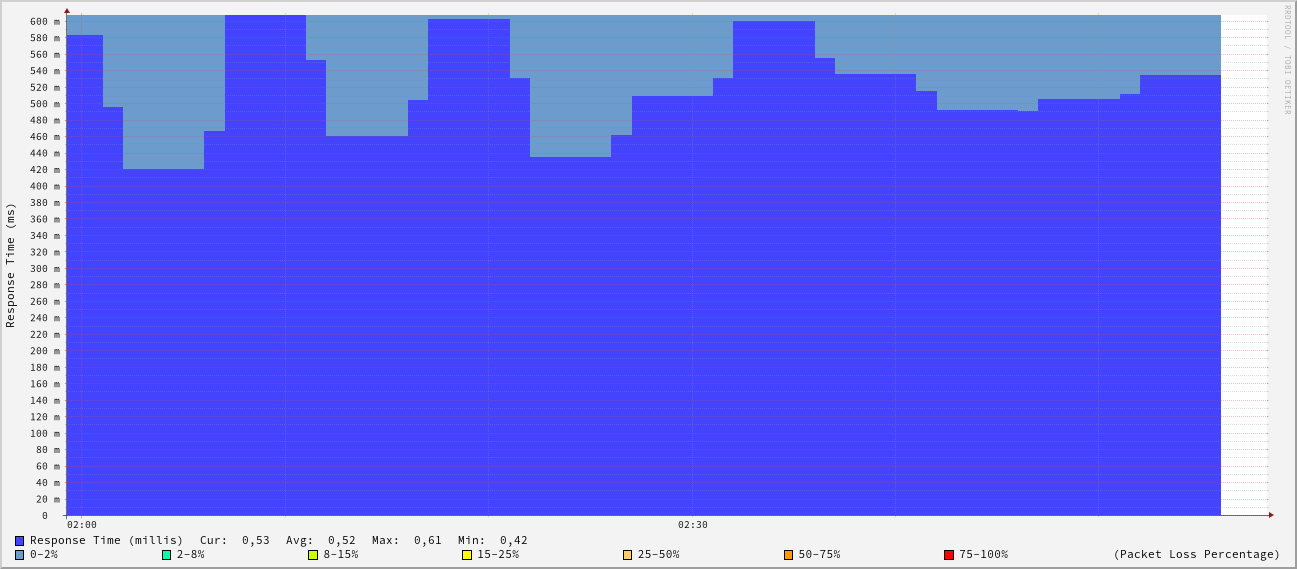 RRDTOOL / TOBI OETIKER
Response Time (ms)
600 m
580 m
560 m
540 m
520 m
500 m
480 m
460 m
440 m
420 m
400 m
380 m
360 m
340 m
320 m
300 m
280 m
260 m
240 m
220 m
200 m
180 m
160 m
140 m
120 m
100 m
80 m
60 m
40 m
20 m
0
02:00 02:30
Response Time (millis) Cur: 0,53 Avg: 0,52 Max: 0,61 Min: 0,42
0-2% 2-8% 8-15% 15-25% 25-50% 50-75% 75-100% (Packet Loss Percentage)